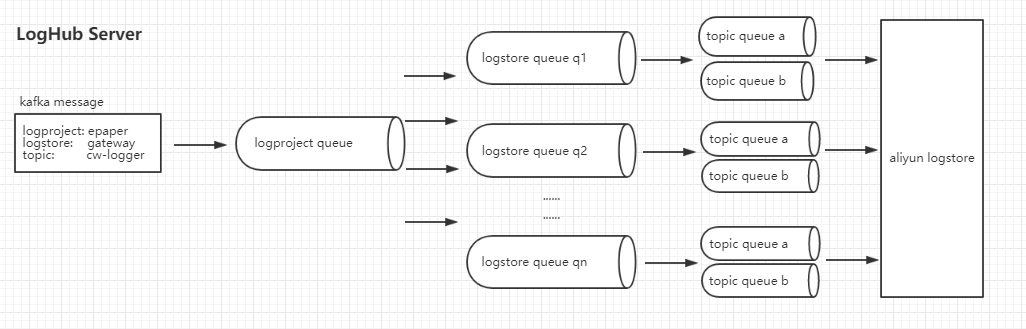 LogHub Server
kafka message
logproject: epaper
logstore: gateway
topic: cw-logger
logproject queue
logstore queue q1
logstore queue q2
......
......
logstore queue qn
topic queue a
topic queue b
topic queue a
topic queue b
topic queue a
topic queue b
aliyun logstore